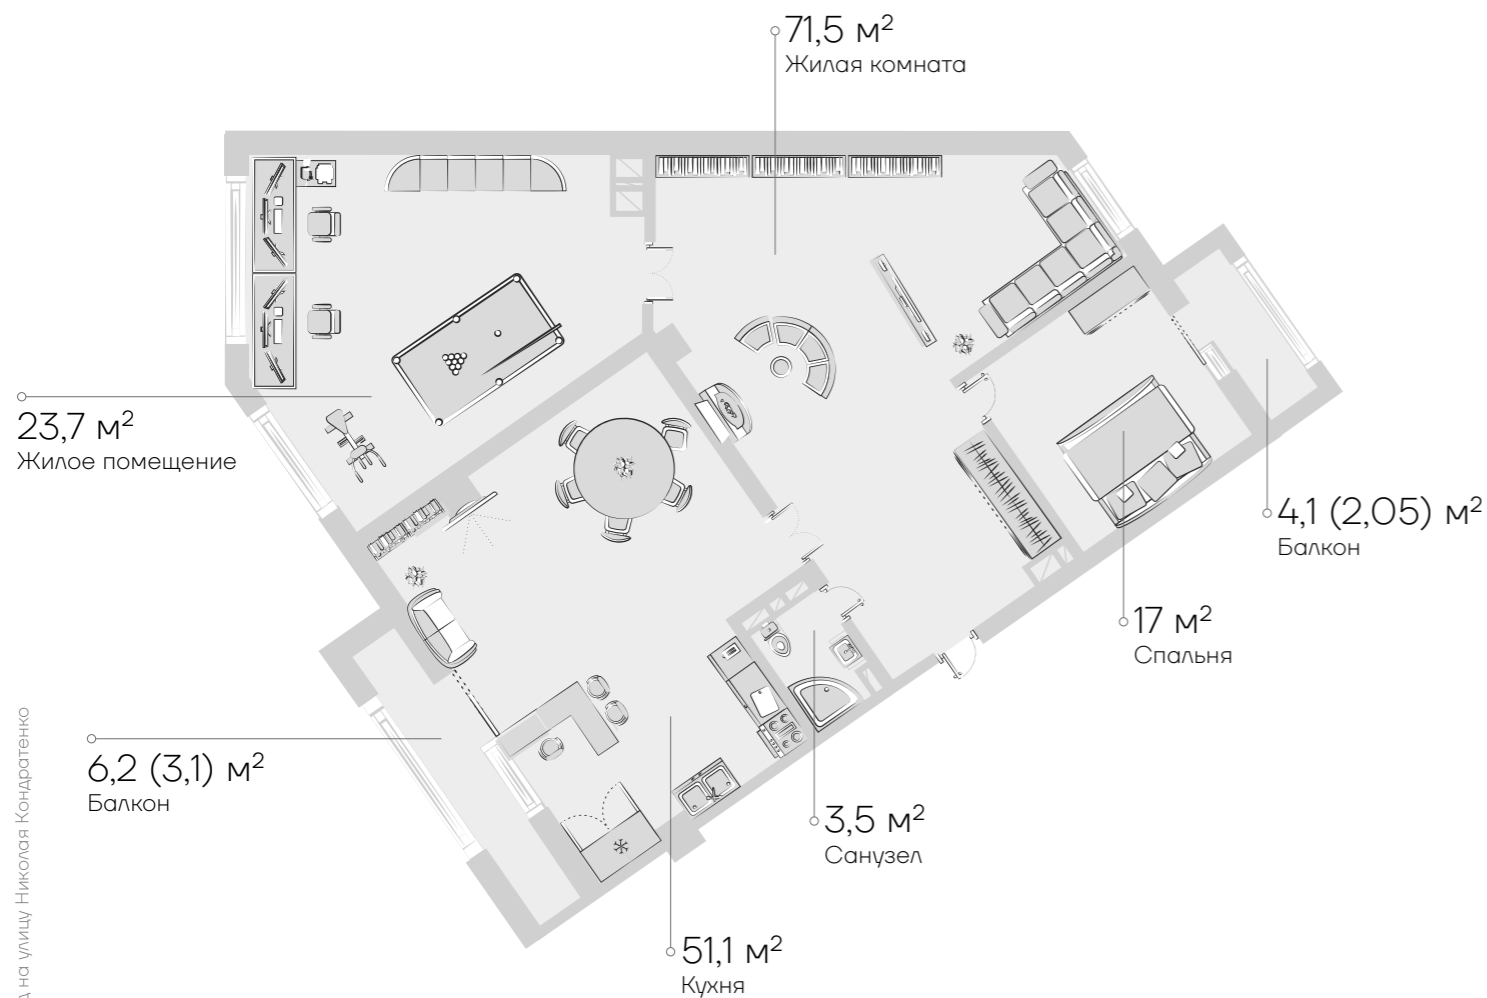 71,5 м²
Жилая комната
23,7 м²
Жилое помещение
4,1 (2,05) м²
Балкон
17 м²
Спальня
6,2 (3,1) м²
Балкон
3,5 м²
Санузел
51,1 м²
Кухня
на улицу Николая Кондратенко